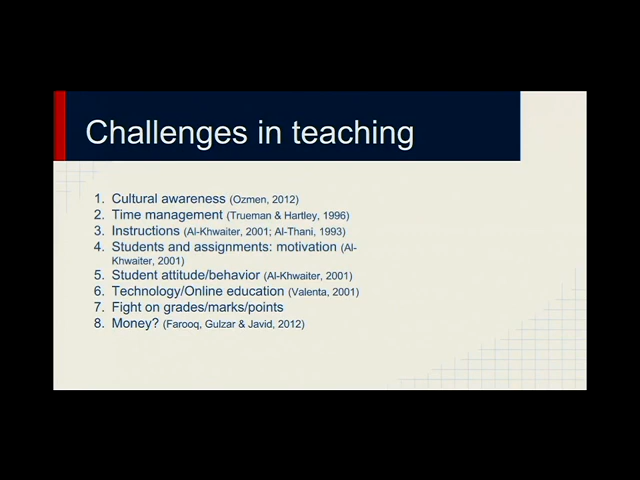 Challenges in teaching
1. Cultural awareness (Ozmen, 2012)
2. Time management (Trueman & Hartley, 1996)
3. Instructions (Al-Khwaiter, 2001; Al-Thani, 1993)
4. Students and assignments: motivation (Al-
Khwaiter, 2001)
5. Student attitude/behavior (Al-Khwaiter, 2001)
6. Technology/Online education (Valenta, 2001)
7. Fight on grades/marks/points
8. Money? (Farooq, Gulzar & Javid, 2012)